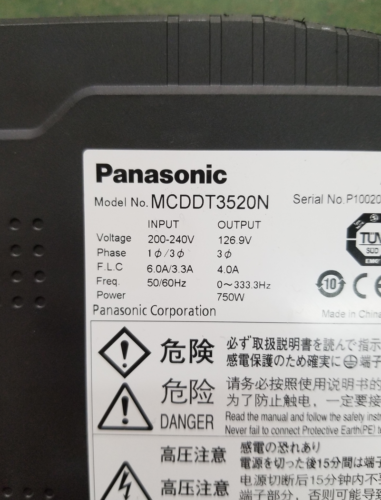 Panasonic
Model No. MCDDT3520N Serial No. P10020
INPUT OUTPUT
Voltage 200-240V 126.9V
Phase 1ϕ/3ϕ 3ϕ
F.L.C 6.0A/3.3A 4.0A
Freq. 50/60Hz 0～333.3Hz
Power 750W
Panasonic Corporation
TÜV
SÜD
10
Made in China
危険
必ず取扱説明書を読んで指示
感電保護のため確実に 端子
危险
请务必按照使用说明书的
为了防止触电，一定要接
DANGER
Read the manual and follow the safety inst
Never fail to connect Protective Earth(PE) t
高圧注意
感電の恐れあり
電源を切った後15分間は端子
高压注意
电源切断后15分钟内不
端子部分，否则可能导